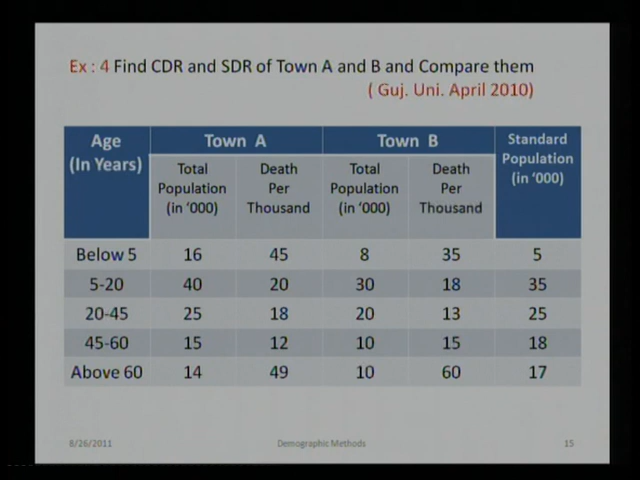 Ex : 4 Find CDR and SDR of Town A and B and Compare them
( Guj. Uni. April 2010)
Age (In Years) Town A Town B Standard Population (in '000)
Total Population (in '000) Death Per Thousand Total Population (in '000) Death Per Thousand
Below 5 16 45 8 35 5
5-20 40 20 30 18 35
20-45 25 18 20 13 25
45-60 15 12 10 15 18
Above 60 14 49 10 60 17
8/26/2011 Demographic Methods 15